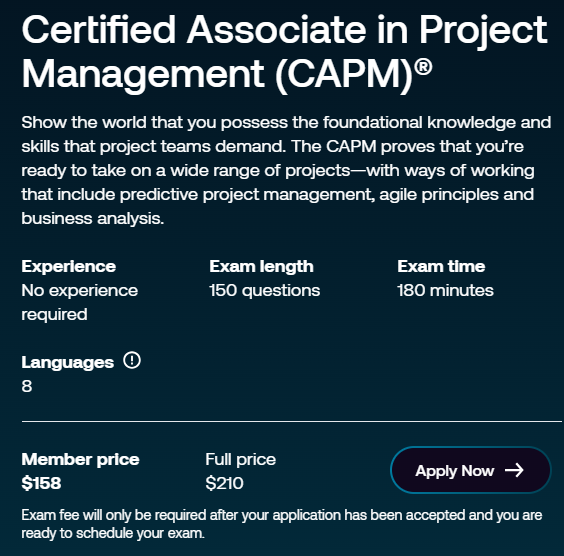 Certified Associate in Project
Management (CAPM)®
Show the world that you possess the foundational knowledge and
skills that project teams demand. The CAPM proves that you’re
ready to take on a wide range of projects—with ways of working
that include predictive project management, agile principles and
business analysis.
Experience
No experience
required
Exam length
150 questions
Exam time
180 minutes
Languages
8
Member price
$158
Full price
$210
Apply Now →
Exam fee will only be required after your application has been accepted and you are
ready to schedule your exam.